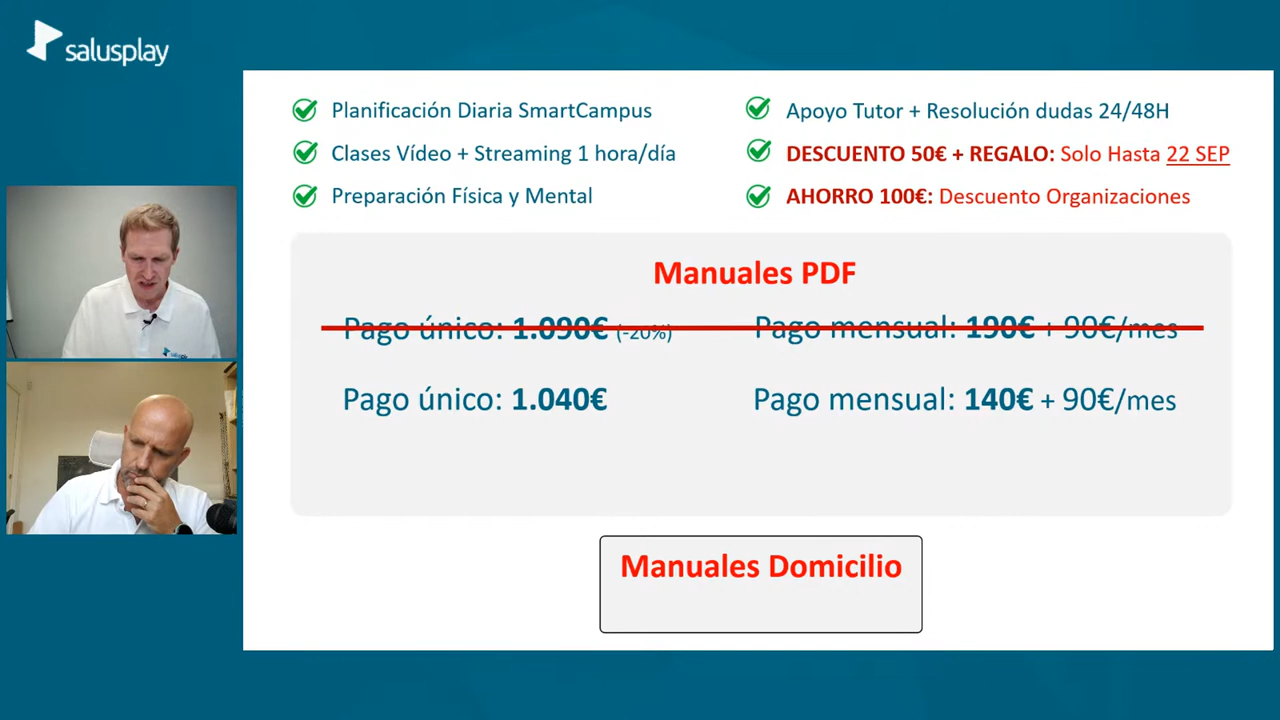 salusplay
Planificación Diaria SmartCampus
Clases Vídeo + Streaming 1 hora/día
Preparación Física y Mental
Apoyo Tutor + Resolución dudas 24/48H
DESCUENTO 50€ + REGALO: Solo Hasta 22 SEP
AHORRO 100€: Descuento Organizaciones
Manuales PDF
Pago único: 1.090€ (-20%)
Pago mensual: 190€ + 90€/mes
Pago único: 1.040€
Pago mensual: 140€ + 90€/mes
Manuales Domicilio